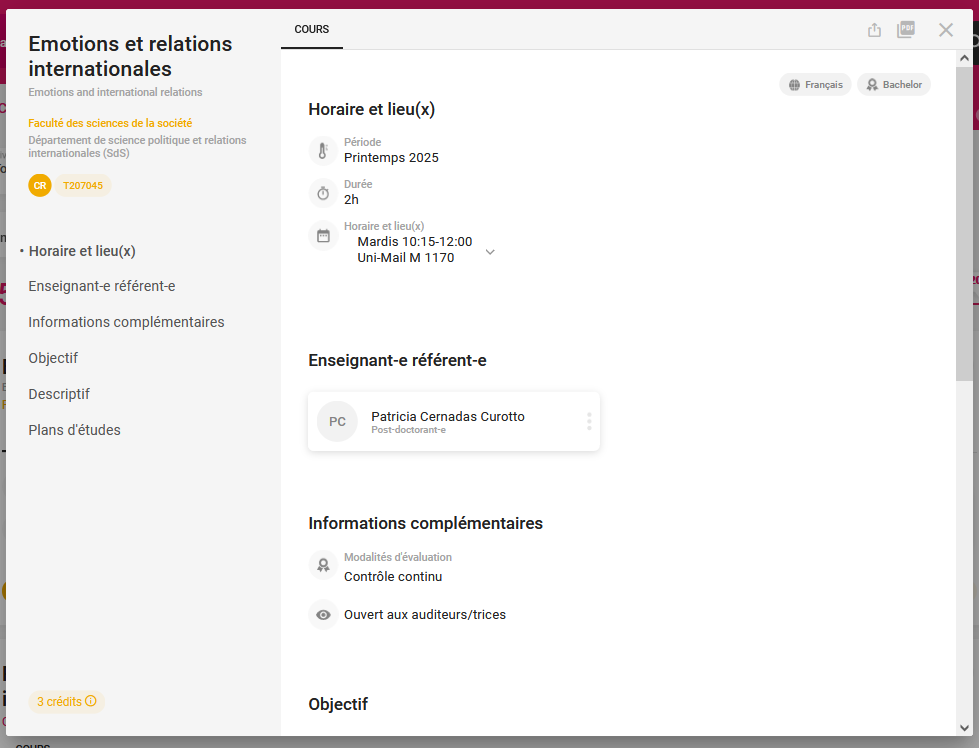 Emotions et relations
internationales
Emotions and international relations
Faculté des sciences de la société
Département de science politique et relations
internationales (SdS)
CR T207045
• Horaire et lieu(x)
Enseignant-e référent-e
Informations complémentaires
Objectif
Descriptif
Plans d'études
3 crédits
COURS
PDF
Français Bachelor
Horaire et lieu(x)
Période
Printemps 2025
Durée
2h
Horaire et lieu(x)
Mardis 10:15-12:00
Uni-Mail M 1170
Enseignant-e référent-e
PC
Patricia Cernadas Curotto
Post-doctorant-e
Informations complémentaires
Modalités d'évaluation
Contrôle continu
Ouvert aux auditeurs/trices
Objectif
COURS